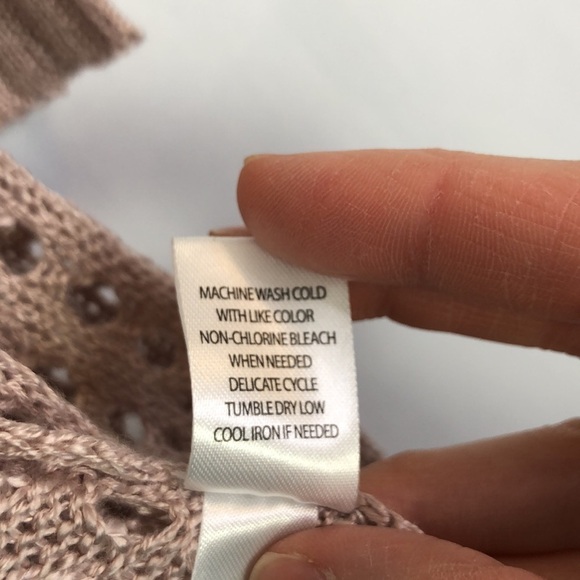 MACHINE WASH COLD
WITH LIKE COLOR
NON-CHLORINE BLEACH
WHEN NEEDED
DELICATE CYCLE
TUMBLE DRY LOW
COOL IRON IF NEEDED